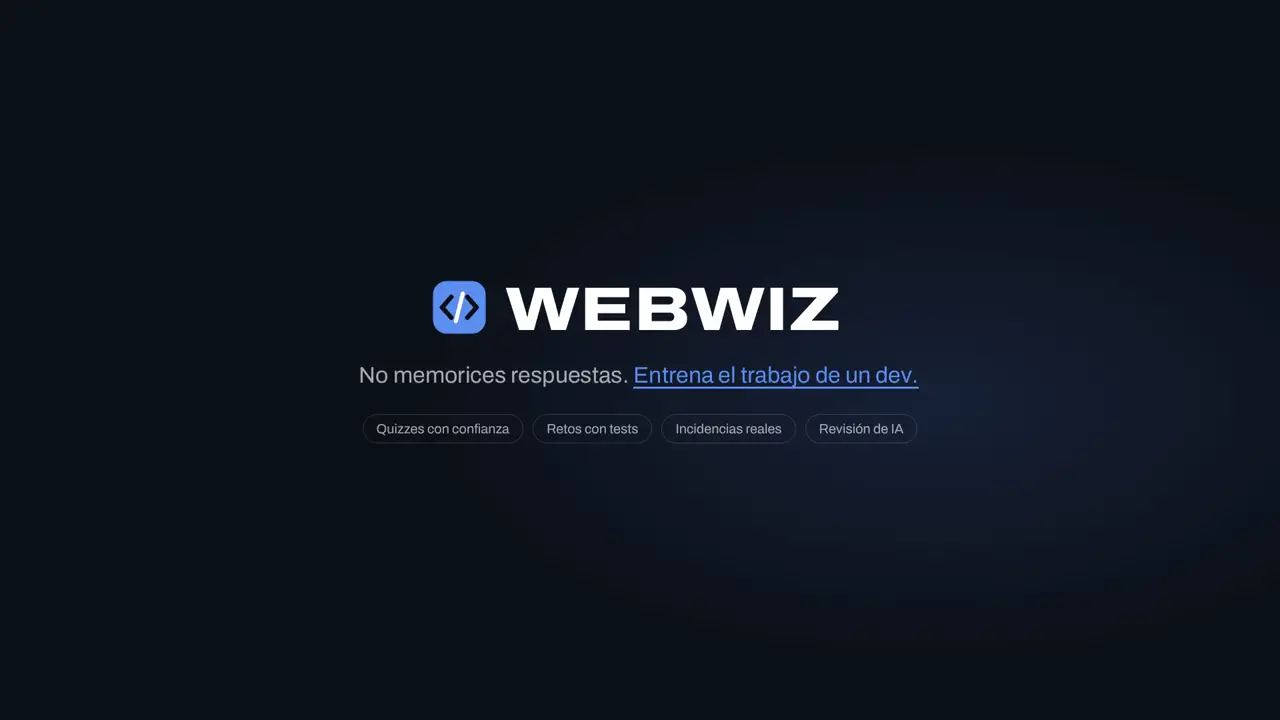 </> WEBWIZ
No memorices respuestas. Entrena el trabajo de un dev.
Quizzes con confianza Retos con tests Incidencias reales Revisión de IA